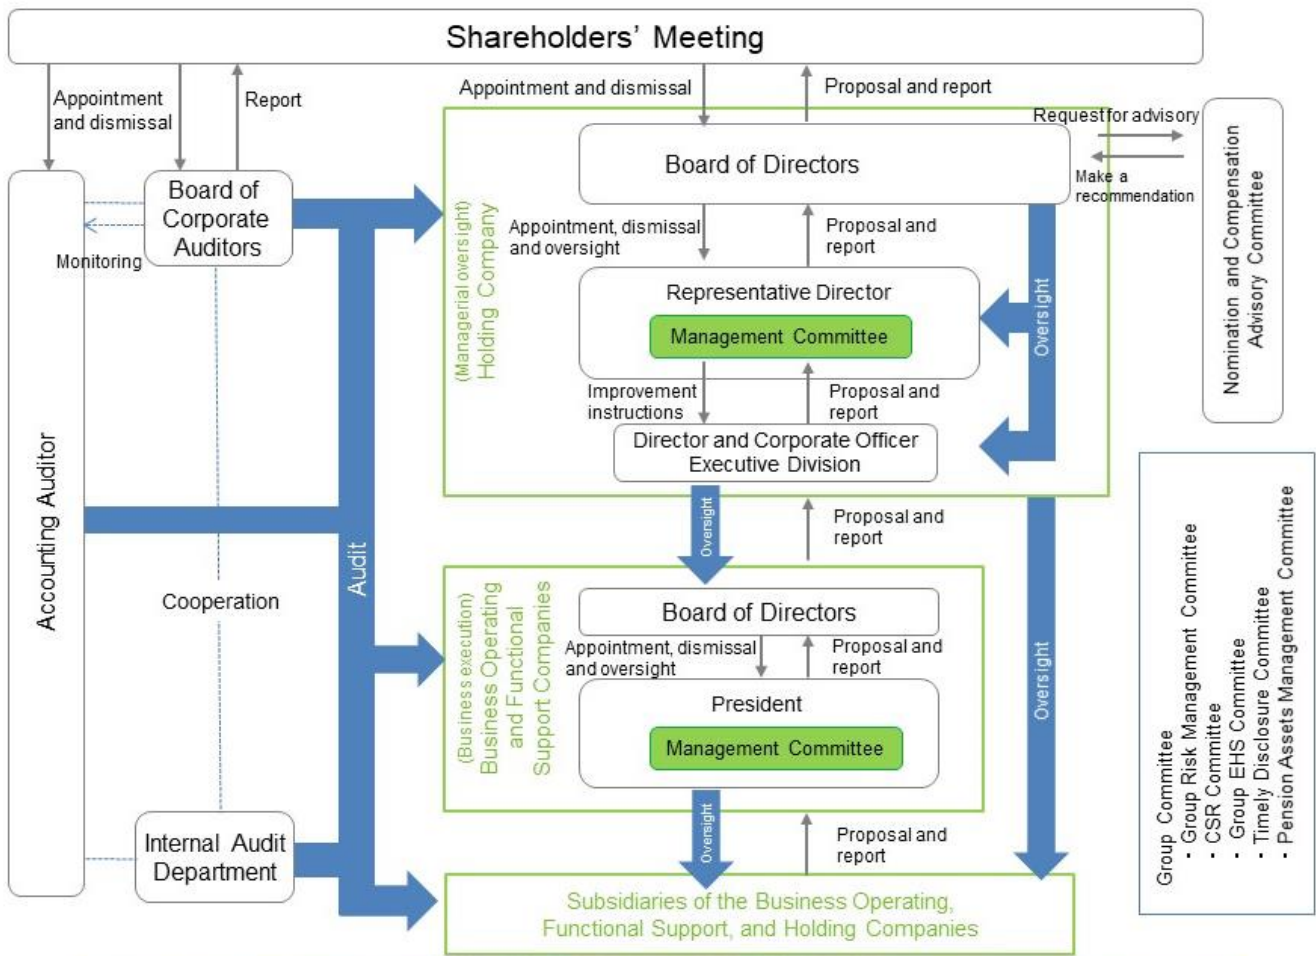 Shareholders' Meeting
Appointment
and dismissal
Report
Appointment and dismissal
Proposal and report
Request for advisory
Make a
recommendation
Nomination and Compensation
Advisory Committee
Board of
Corporate
Auditors
Monitoring
Accounting Auditor
Cooperation
Internal Audit
Department
Audit
(Managerial oversight)
Holding Company
Board of Directors
Appointment, dismissal
and oversight
Proposal and
report
Representative Director
Management Committee
Oversight
Improvement
instructions
Proposal and
report
Director and Corporate Officer
Executive Division
Oversight
Proposal and
report
(Business execution)
Business Operating
and Functional
Support Companies
Board of Directors
Appointment, dismissal
and oversight
Proposal and
report
President
Management Committee
Oversight
Oversight
Proposal and
report
Subsidiaries of the Business Operating,
Functional Support, and Holding Companies
Group Committee
- Group Risk Management Committee
- CSR Committee
- Group EHS Committee
- Timely Disclosure Committee
- Pension Assets Management Committee